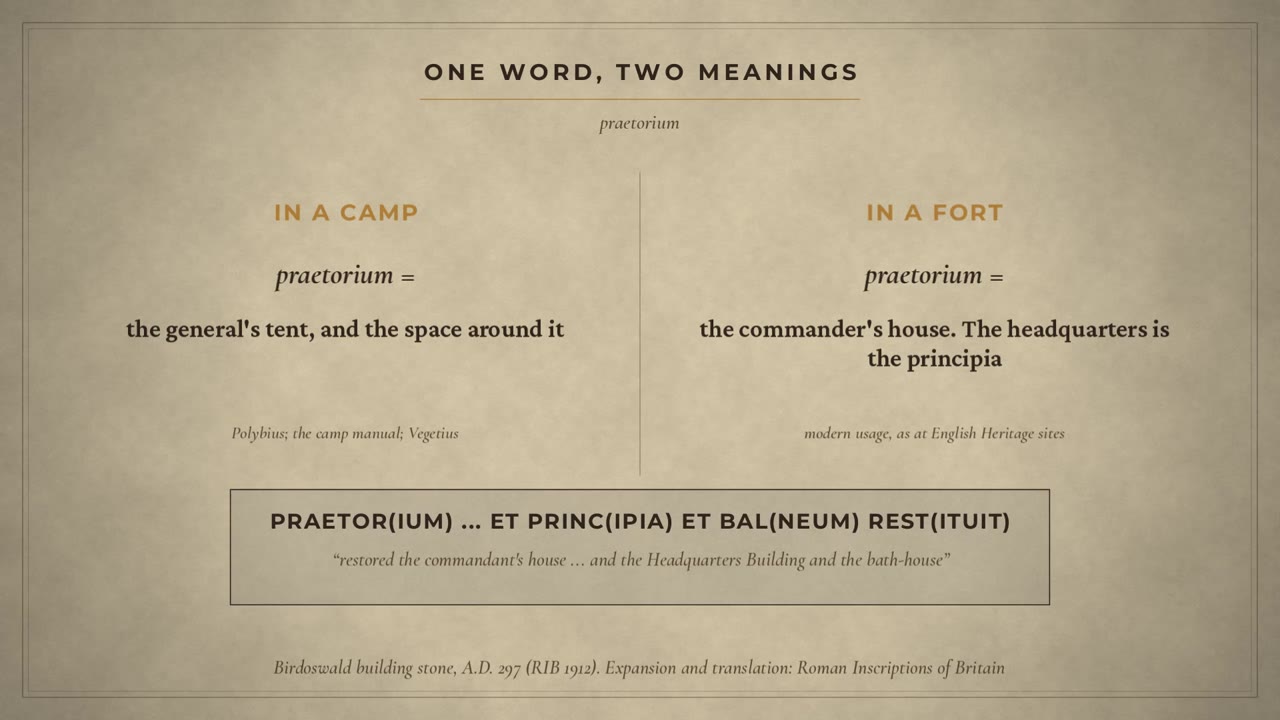 ONE WORD, TWO MEANINGS
praetorium
IN A CAMP
praetorium =
the general's tent, and the space around it
Polybius; the camp manual; Vegetius
IN A FORT
praetorium =
the commander's house. The headquarters is
the principia
modern usage, as at English Heritage sites
PRAETOR(IUM) ... ET PRINC(IPIA) ET BAL(NEUM) REST(ITUIT)
“restored the commandant's house ... and the Headquarters Building and the bath-house”
Birdoswald building stone, A.D. 297 (RIB 1912). Expansion and translation: Roman Inscriptions of Britain